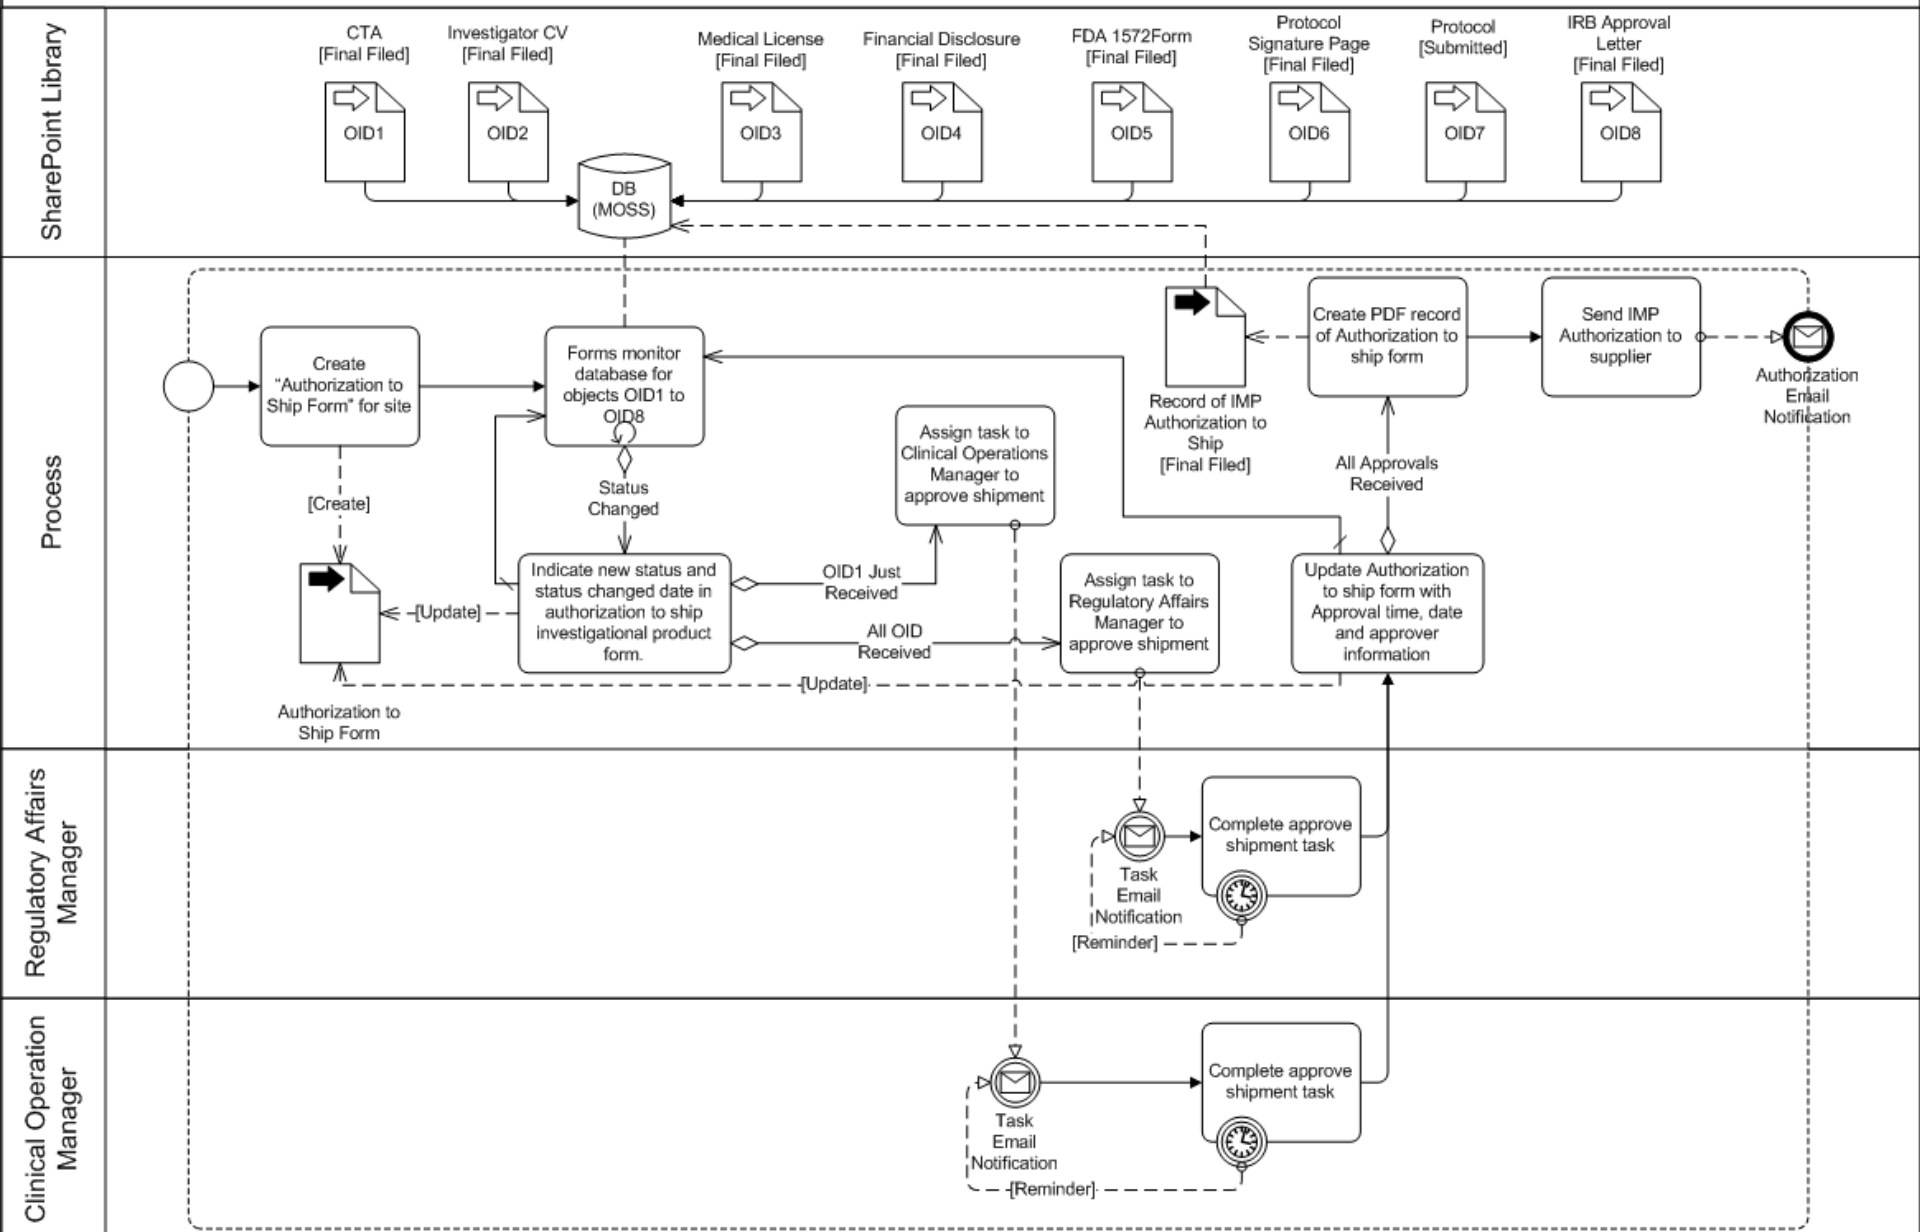 SharePoint Library
CTA
[Final Filed]
OID1
Investigator CV
[Final Filed]
OID2
Medical License
[Final Filed]
OID3
Financial Disclosure
[Final Filed]
OID4
FDA 1572Form
[Final Filed]
OID5
Protocol
Signature Page
[Final Filed]
OID6
Protocol
[Submitted]
OID7
IRB Approval
Letter
[Final Filed]
OID8
DB
(MOSS)
Process
Create
"Authorization to
Ship Form" for site
[Create]
Authorization to
Ship Form
Forms monitor
database for
objects OID1 to
OID8
Status
Changed
Indicate new status and
status changed date in
authorization to ship
investigational product
form.
[Update]
OID1 Just
Received
All OID
Received
[Update]
Assign task to
Clinical Operations
Manager to
approve shipment
Assign task to
Regulatory Affairs
Manager to
approve shipment
Record of IMP
Authorization to
Ship
[Final Filed]
Create PDF record
of Authorization to
ship form
All Approvals
Received
Update Authorization
to ship form with
Approval time, date
and approver
information
Send IMP
Authorization to
supplier
Authorization
Email
Notification
Regulatory Affairs
Manager
Task
Email
Notification
[Reminder]
Complete approve
shipment task
Clinical Operation
Manager
Task
Email
Notification
[Reminder]
Complete approve
shipment task